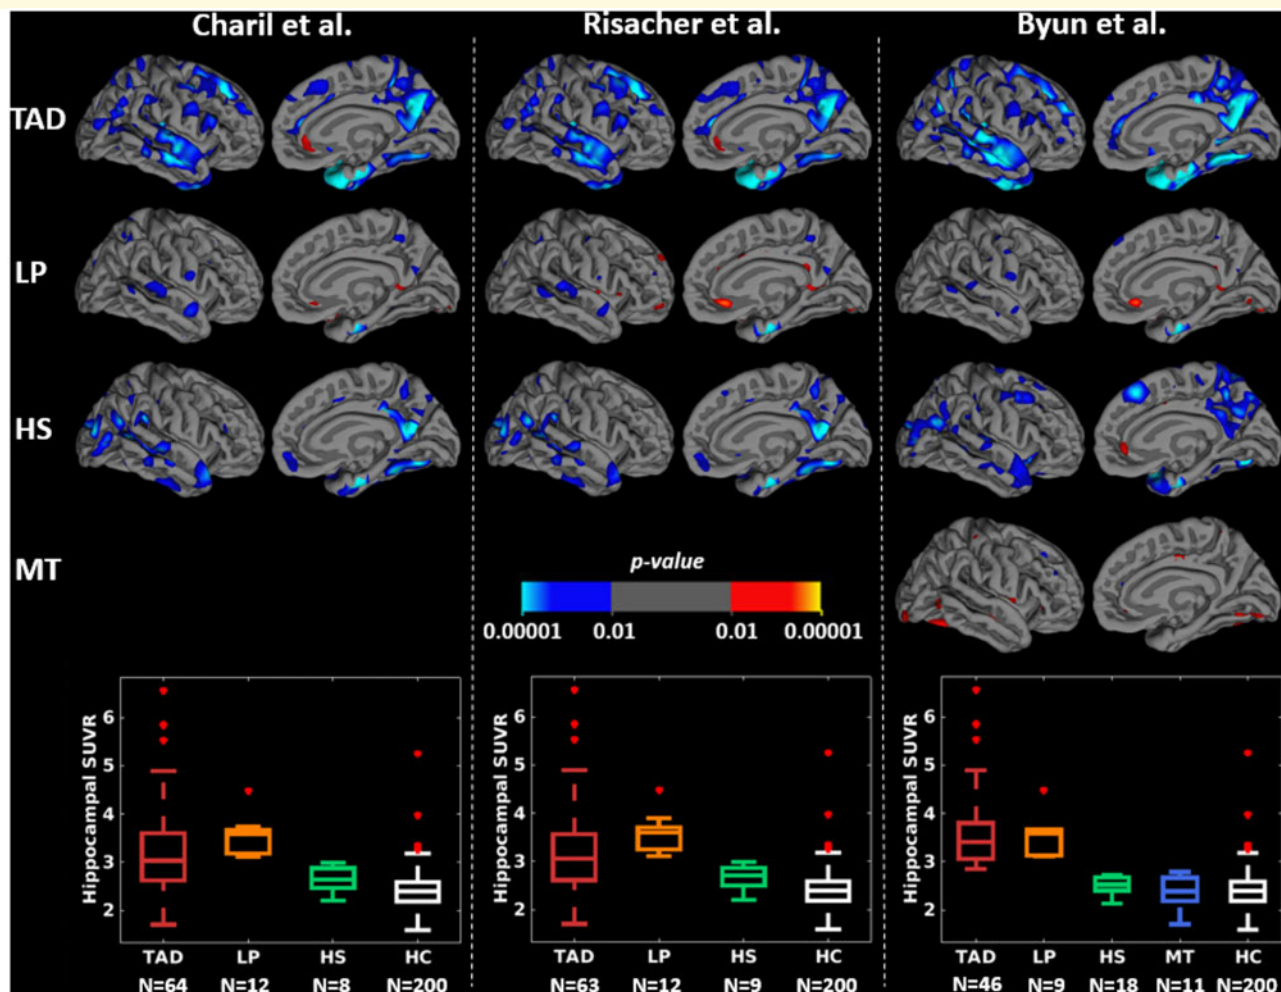 Charil et al.
Risacher et al.
Byun et al.
TAD
LP
HS
MT
p-value
0.00001 0.01 0.01 0.00001
Hippocampal SUVR
6
5
4
3
2
TAD LP HS HC
N=64 N=12 N=8 N=200
Hippocampal SUVR
6
5
4
3
2
TAD LP HS HC
N=63 N=12 N=9 N=200
Hippocampal SUVR
6
5
4
3
2
TAD LP HS MT HC
N=46 N=9 N=18 N=11 N=200